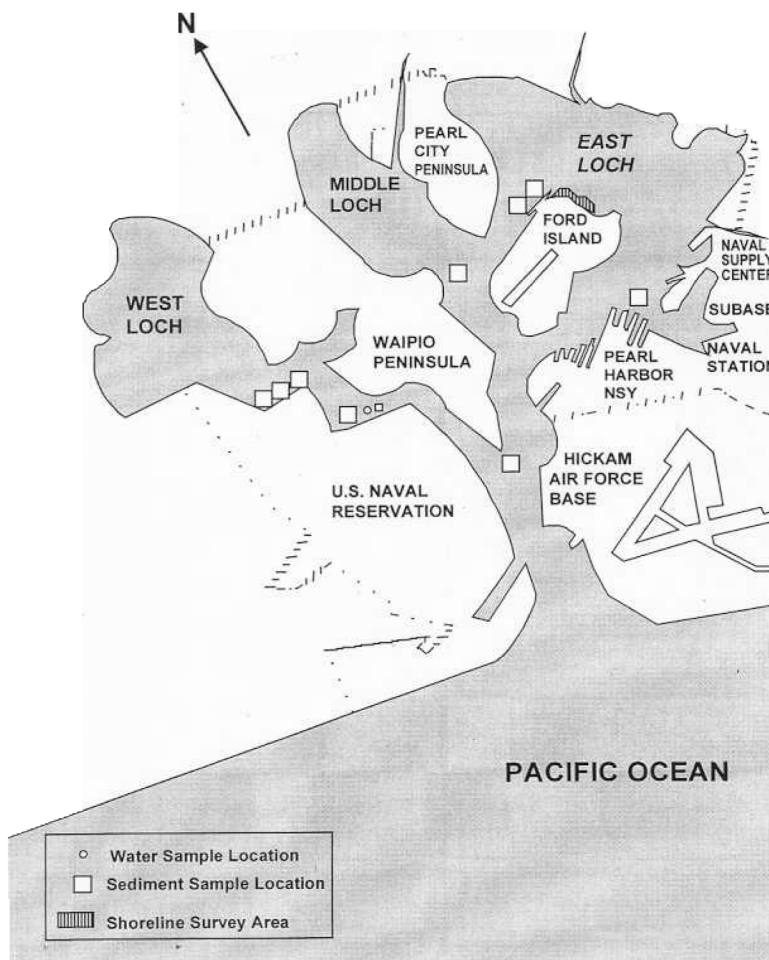 N
PEARL
CITY
PENINSULA
EAST
LOCH
MIDDLE
LOCH
FORD
ISLAND
NAVAL
SUPPLY
CENTER
WEST
LOCH
SUBASE
WAIPIO
PENINSULA
NAVAL
STATION
PEARL
HARBOR
NSY
HICKAM
AIR FORCE
BASE
U.S. NAVAL
RESERVATION
PACIFIC OCEAN
Water Sample Location
Sediment Sample Location
Shoreline Survey Area